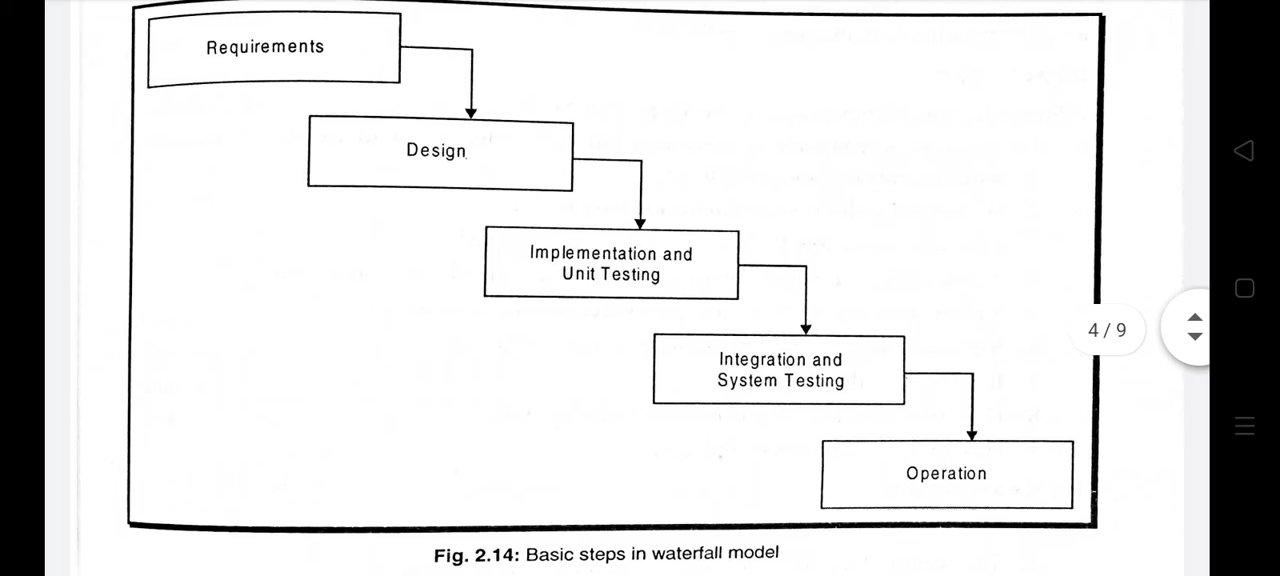 Requirements
Design
Implementation and
Unit Testing
Integration and
System Testing
4 / 9
Operation
Fig. 2.14: Basic steps in waterfall model